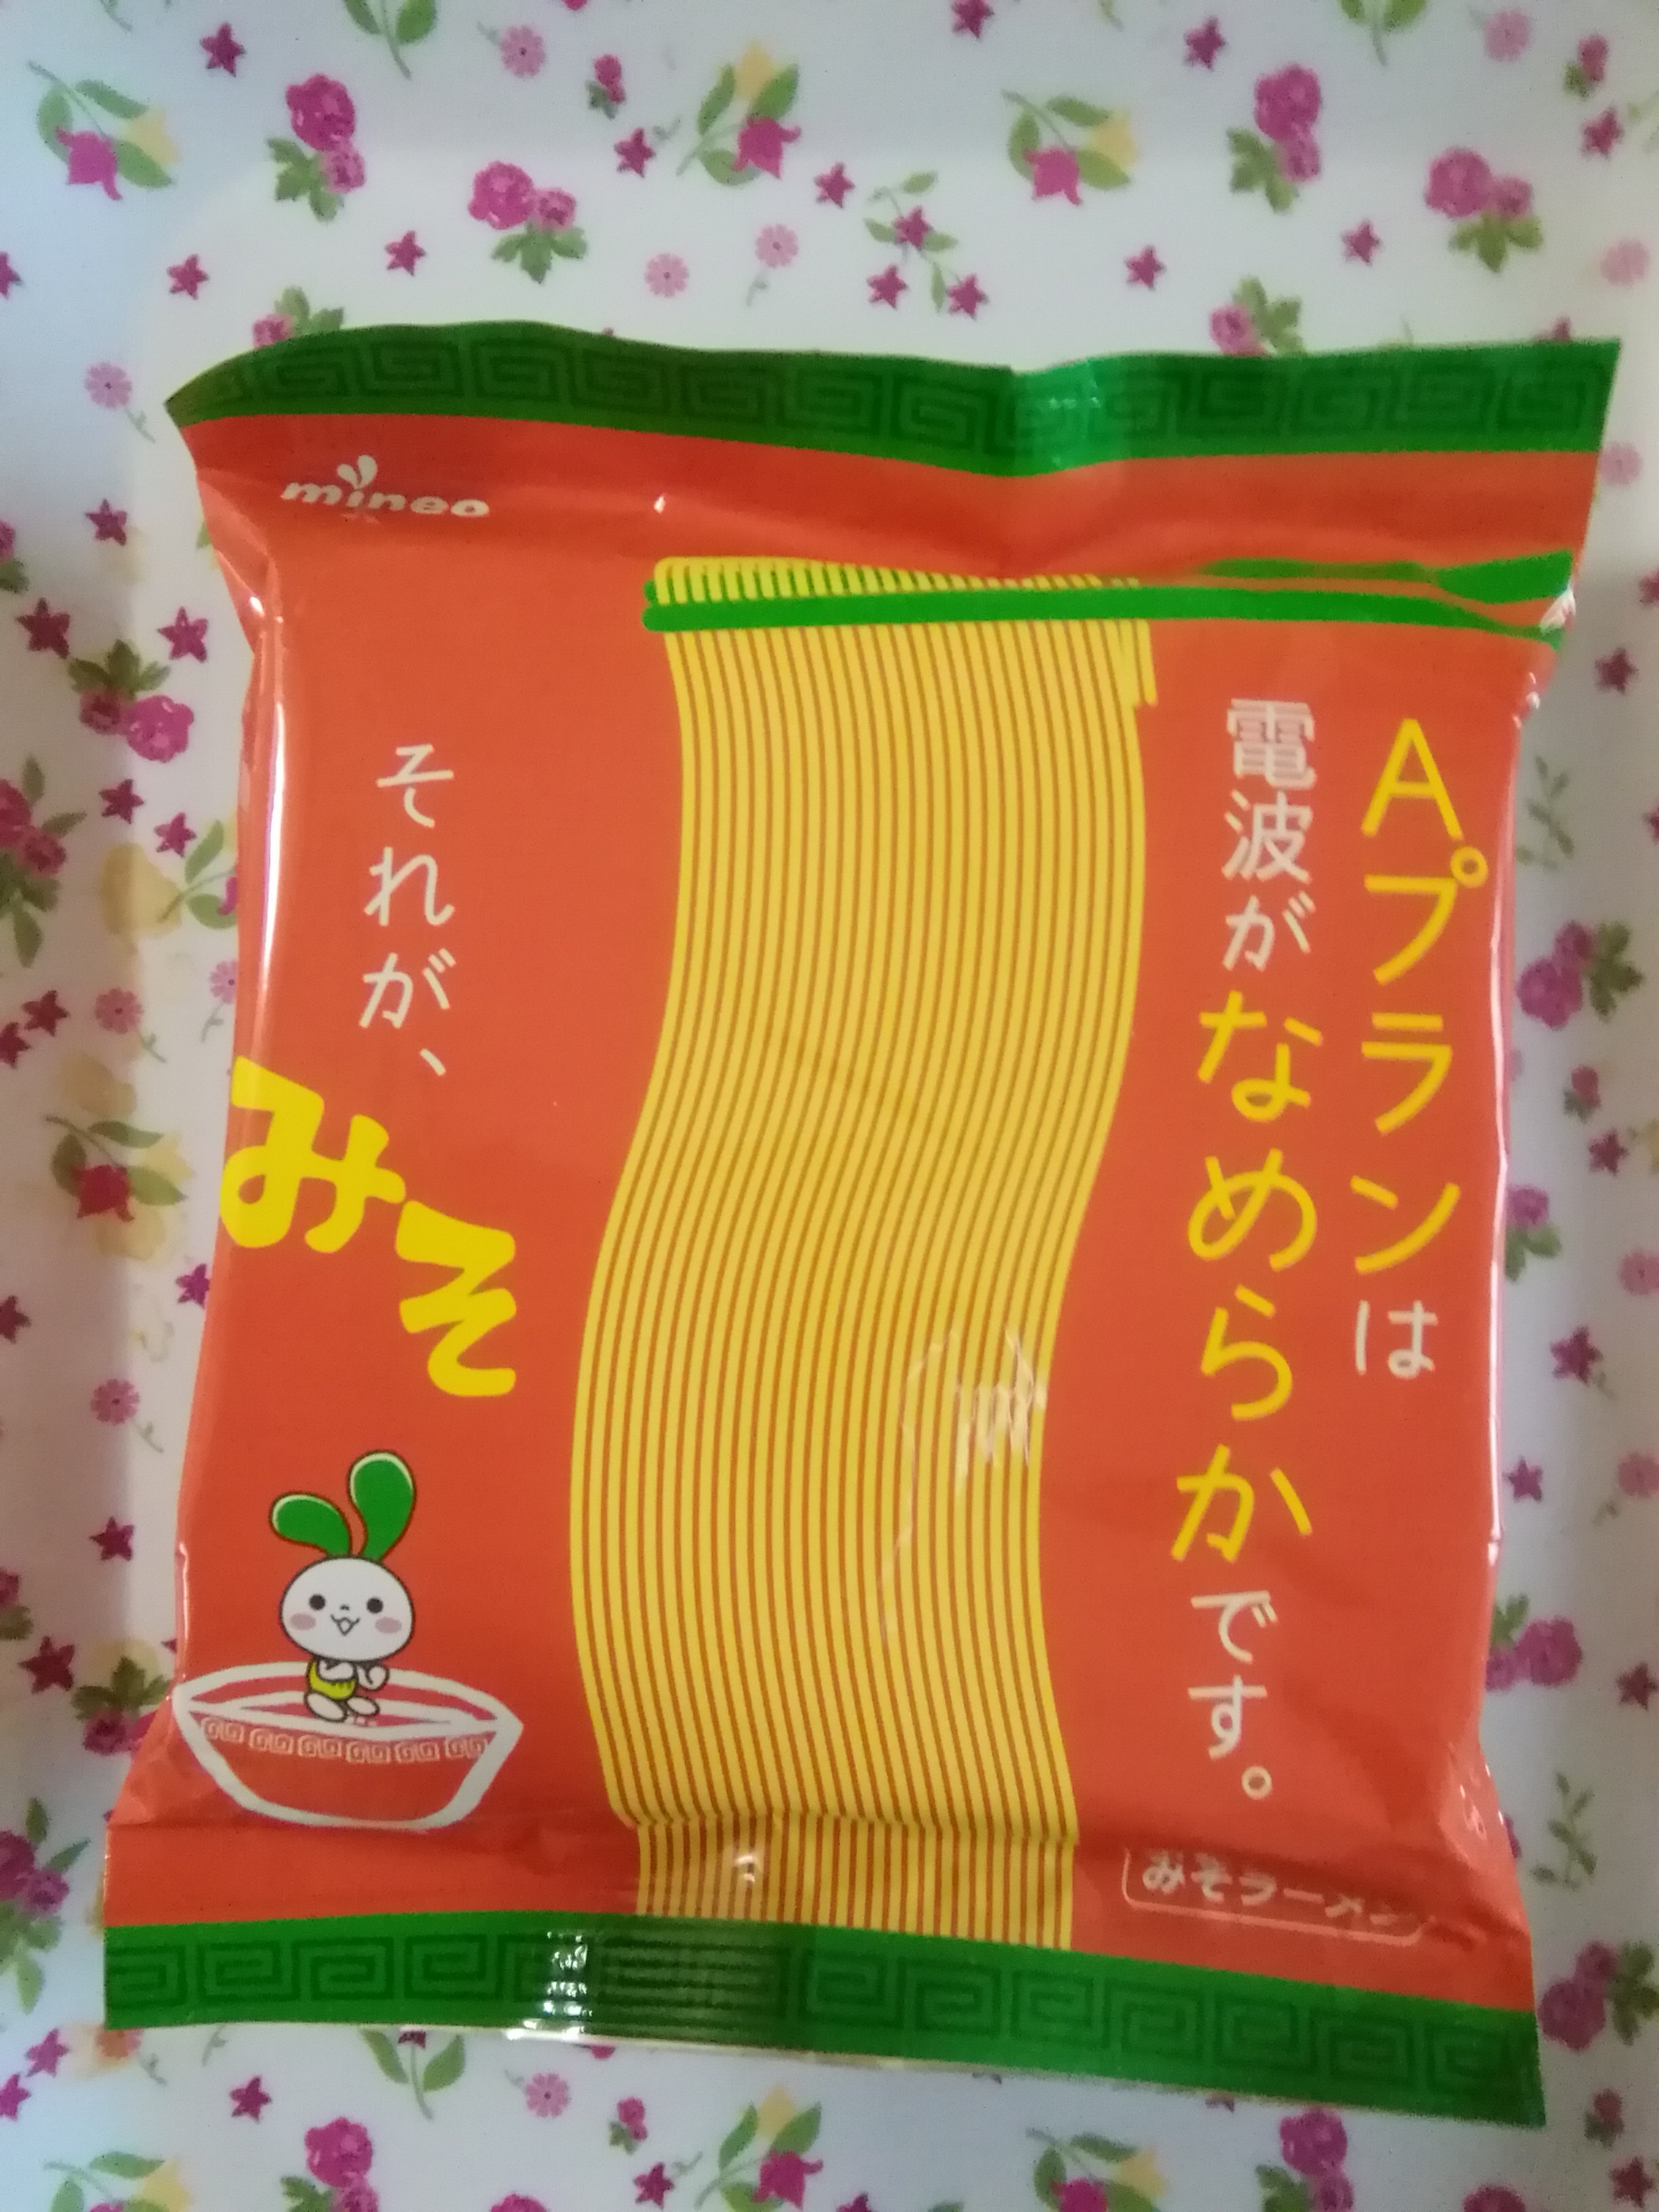 mineo
Aプランは
電波がなめらかです。
それが、
みそ
みそラーメン